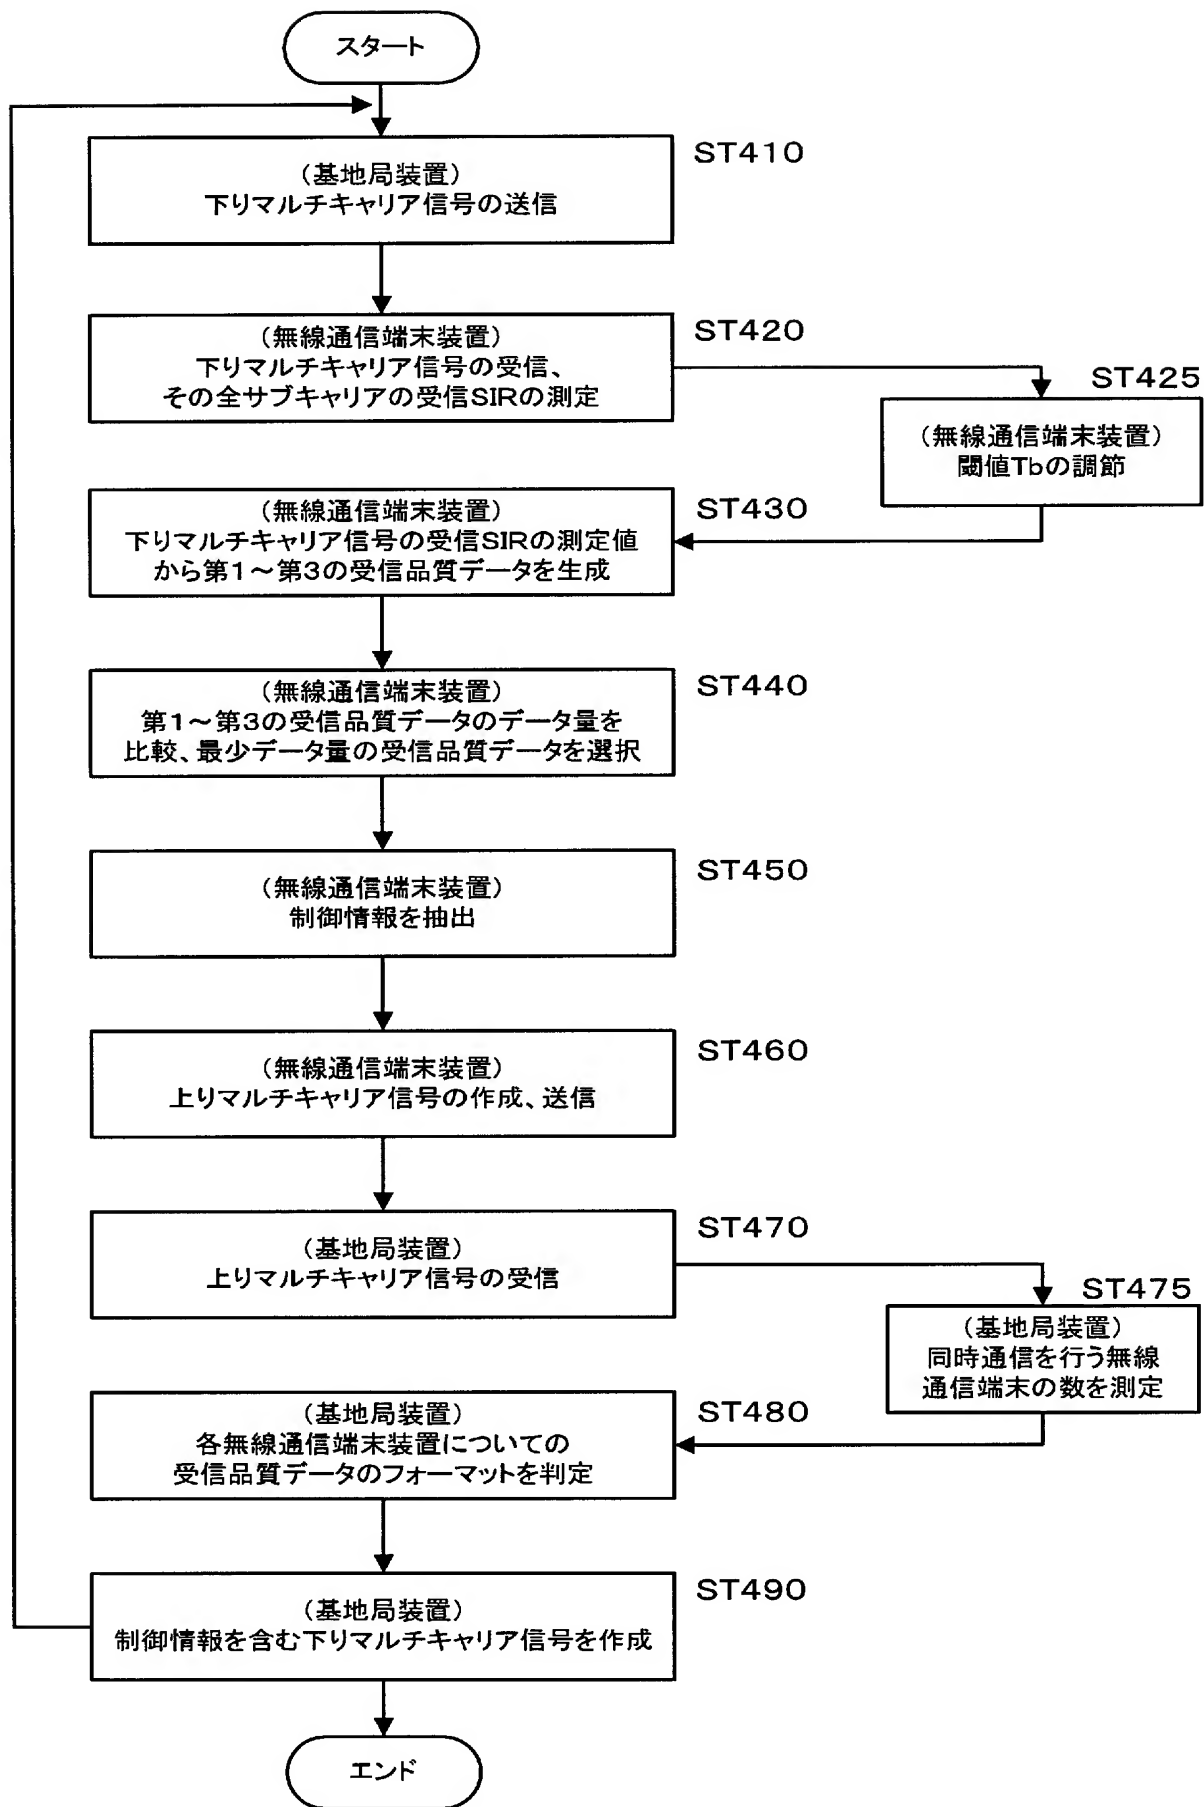 スタート
ST410
(基地局装置)
下りマルチキャリア信号の送信
ST420
(無線通信端末装置)
下りマルチキャリア信号の受信、
その全サブキャリアの受信SIRの測定
ST425
(無線通信端末装置)
閾値Tbの調節
ST430
(無線通信端末装置)
下りマルチキャリア信号の受信SIRの測定値
から第1～第3の受信品質データを生成
ST440
(無線通信端末装置)
第1～第3の受信品質データのデータ量を
比較、最少データ量の受信品質データを選択
ST450
(無線通信端末装置)
制御情報を抽出
ST460
(無線通信端末装置)
上りマルチキャリア信号の作成、送信
ST470
(基地局装置)
上りマルチキャリア信号の受信
ST475
(基地局装置)
同時通信を行う無線
通信端末の数を測定
ST480
(基地局装置)
各無線通信端末装置についての
受信品質データのフォーマットを判定
ST490
(基地局装置)
制御情報を含む下りマルチキャリア信号を作成
エンド